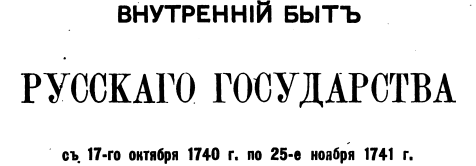 ВНУТРЕННІЙ БЫТЪ
РУССКАГО ГОСУДАРСТВА
съ 17-го октября 1740 г. по 25-е ноября 1741 г.